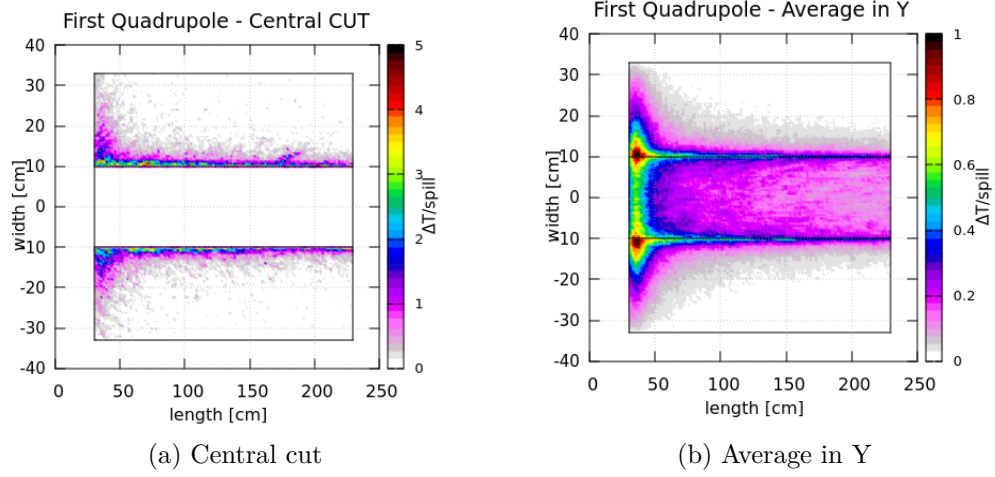 First Quadrupole - Central CUT
40
30
20
10
0
-10
-20
-30
-40
width [cm]
0 50 100 150 200 250
length [cm]
5
4
3
2
1
0
ΔT/spill
(a) Central cut
First Quadrupole - Average in Y
40
30
20
10
0
-10
-20
-30
-40
width [cm]
0 50 100 150 200 250
length [cm]
1
0.8
0.6
0.4
0.2
0
ΔT/spill
(b) Average in Y